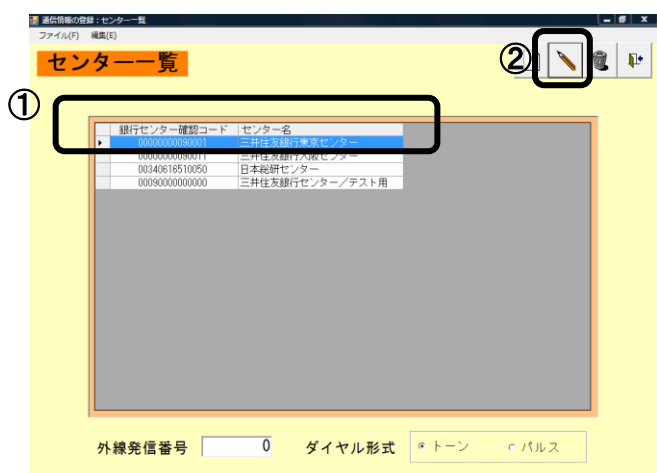 通信情報の登録：センター一覧
ファイル(F) 編集(E)
センター一覧
②
①
銀行センター確認コード センター名
00000000090001 三井住友銀行東京センター
00000000090011 三井住友銀行大阪センター
00340616510050 日本総研センター
00090000000000 三井住友銀行センター／テスト用
外線発信番号 0 ダイヤル形式 トーン パルス